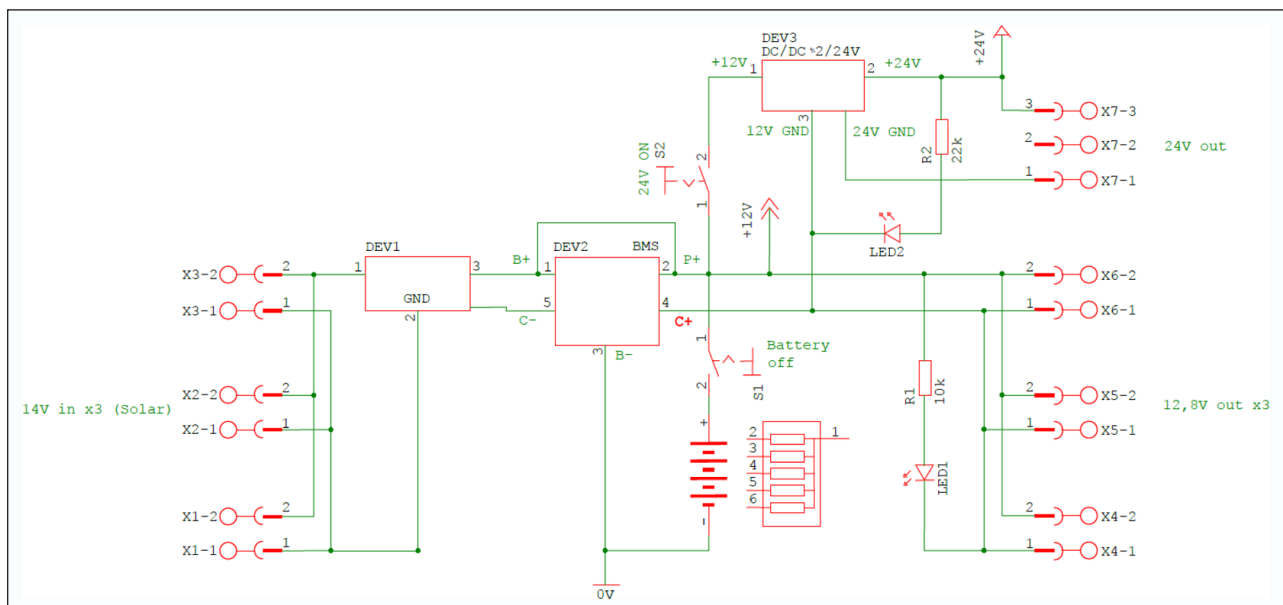 DEV3
DC/DC %2/24V
+12V
1
2
+24V
+24V
3
12V GND
24V GND
R2
22k
3
X7-3
2
X7-2
24V out
1
X7-1
24V ON
S2
2
1
+12V
LED2
DEV1
1
3
GND
2
B+
DEV2
BMS
1
2
P+
5
4
C-
C+
3
B-
X3-2
2
X3-1
1
X2-2
2
14V in x3 (Solar)
X2-1
1
X1-2
2
X1-1
1
1
Battery
off
2
S1
+
-
2
1
3
4
5
6
0V
R1
10k
LED1
2
X6-2
1
X6-1
2
X5-2
12,8V out x3
1
X5-1
2
X4-2
1
X4-1